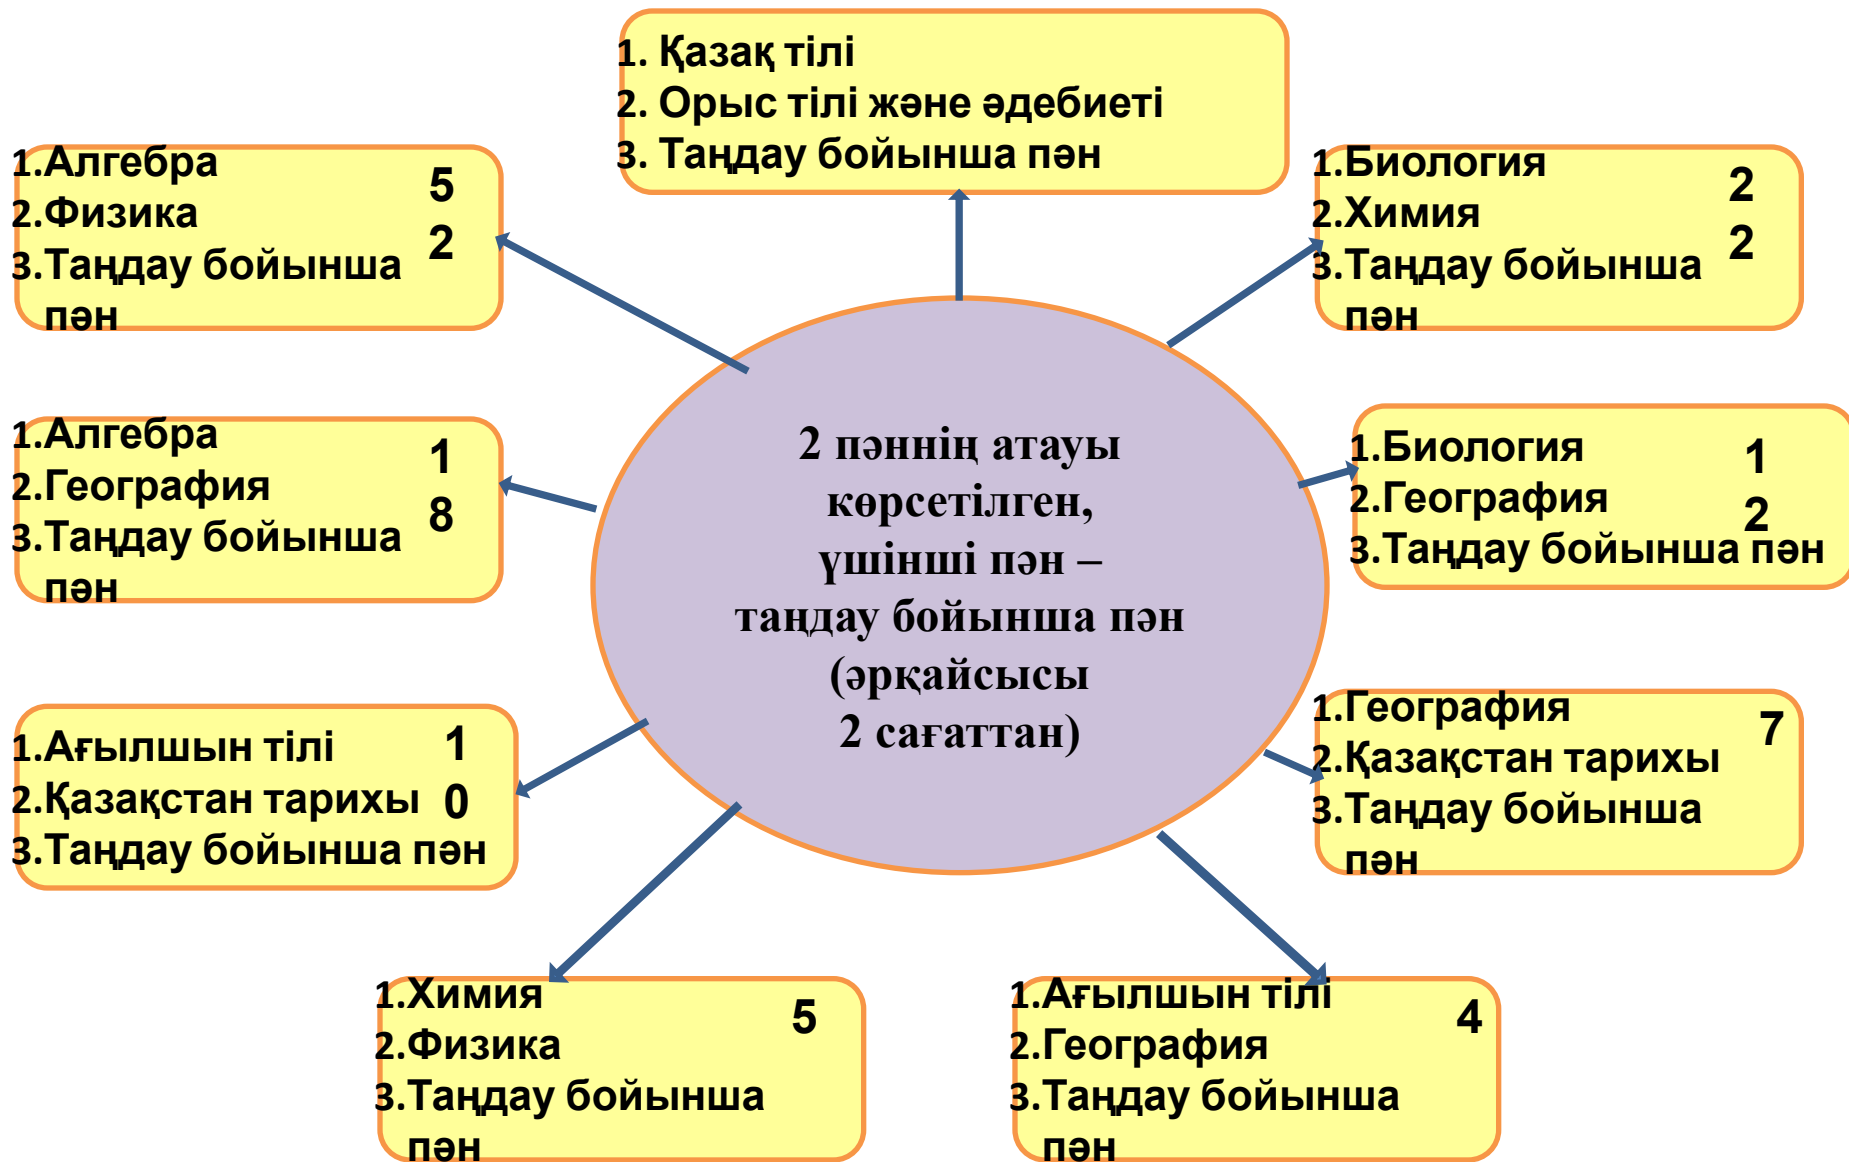 1. Қазақ тілі
2. Орыс тілі және әдебиеті
3. Таңдау бойынша пән
1.Алгебра
2.Физика
3.Таңдау бойынша
пән
5
2
1.Биология
2.Химия
3.Таңдау бойынша
пән
2
2
1.Алгебра
2.География
3.Таңдау бойынша
пән
1
8
2 пәннің атауы
көрсетілген,
үшінші пән –
таңдау бойынша пән
(әрқайсысы
2 сағаттан)
1.Биология
2.География
3.Таңдау бойынша пән
1
2
1.Ағылшын тілі
2.Қазақстан тарихы
3.Таңдау бойынша пән
1
0
1.География
2.Қазақстан тарихы
3.Таңдау бойынша
пән
7
1.Химия
2.Физика
3.Таңдау бойынша
пән
5
1.Ағылшын тілі
2.География
3.Таңдау бойынша
пән
4